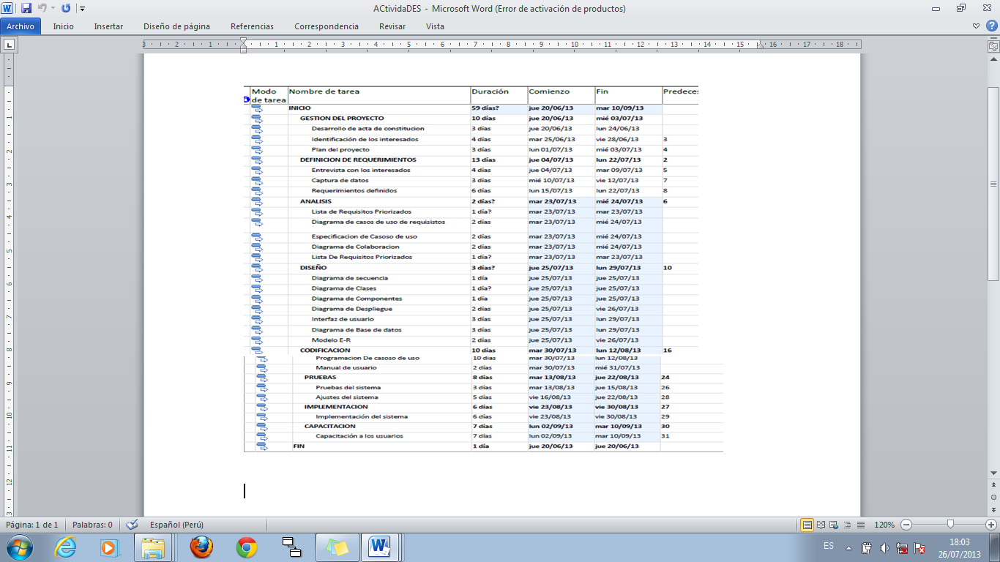 ACtividaDES - Microsoft Word (Error de activación de productos)
Archivo Inicio Insertar Diseño de página Referencias Correspondencia Revisar Vista
3 2 1 1 2 3 4 5 6 7 8 9 10 11 12 13 14 15 16 17 18
Modo de tarea Nombre de tarea Duración Comienzo Fin Predeces
INICIO 59 días? jue 20/06/13 mar 10/09/13
GESTION DEL PROYECTO 10 días jue 20/06/13 mié 03/07/13
Desarrollo de acta de constitucion 3 días jue 20/06/13 lun 24/06/13
Identificación de los interesados 4 días mar 25/06/13 vie 28/06/13 3
Plan del proyecto 3 días lun 01/07/13 mié 03/07/13 4
DEFINICION DE REQUERIMIENTOS 13 días jue 04/07/13 lun 22/07/13 2
Entrevista con los interesados 4 días jue 04/07/13 mar 09/07/13 5
Captura de datos 3 días mié 10/07/13 vie 12/07/13 7
Requerimientos definidos 6 días lun 15/07/13 lun 22/07/13 8
ANALISIS 2 días? mar 23/07/13 mié 24/07/13 6
Lista de Requisitos Priorizados 1 día? mar 23/07/13 mar 23/07/13
Diagrama de casos de uso de requisistos 2 días mar 23/07/13 mié 24/07/13
Especificacion de Casoso de uso 2 días mar 23/07/13 mié 24/07/13
Diagrama de Colaboracion 2 días mar 23/07/13 mié 24/07/13
Lista De Requisitos Priorizados 1 día? mar 23/07/13 mar 23/07/13
DISEÑO 3 días? jue 25/07/13 lun 29/07/13 10
Diagrama de secuencia 1 día jue 25/07/13 jue 25/07/13
Diagrama de Clases 1 día? jue 25/07/13 jue 25/07/13
Diagrama de Componentes 1 día jue 25/07/13 jue 25/07/13
Diagrama de Despliegue 2 días jue 25/07/13 vie 26/07/13
Interfaz de usuario 3 días jue 25/07/13 lun 29/07/13
Diagrama de Base de datos 3 días jue 25/07/13 lun 29/07/13
Modelo E-R 2 días jue 25/07/13 vie 26/07/13
CODIFICACION 10 días mar 30/07/13 lun 12/08/13 16
Programacion De casoso de uso 10 días mar 30/07/13 lun 12/08/13
Manual de usuario 2 días mar 30/07/13 mié 31/07/13
PRUEBAS 8 días mar 13/08/13 jue 22/08/13 24
Pruebas del sistema 3 días mar 13/08/13 jue 15/08/13 26
Ajustes del sistema 5 días vie 16/08/13 jue 22/08/13 28
IMPLEMENTACION 6 días vie 23/08/13 vie 30/08/13 27
Implementación del sistema 6 días vie 23/08/13 vie 30/08/13 29
CAPACITACION 7 días lun 02/09/13 mar 10/09/13 30
Capacitación a los usuarios 7 días lun 02/09/13 mar 10/09/13 31
FIN 1 día jue 20/06/13 jue 20/06/13
Página: 1 de 1 Palabras: 0 Español (Perú) 120%
ES 18:03
26/07/2013